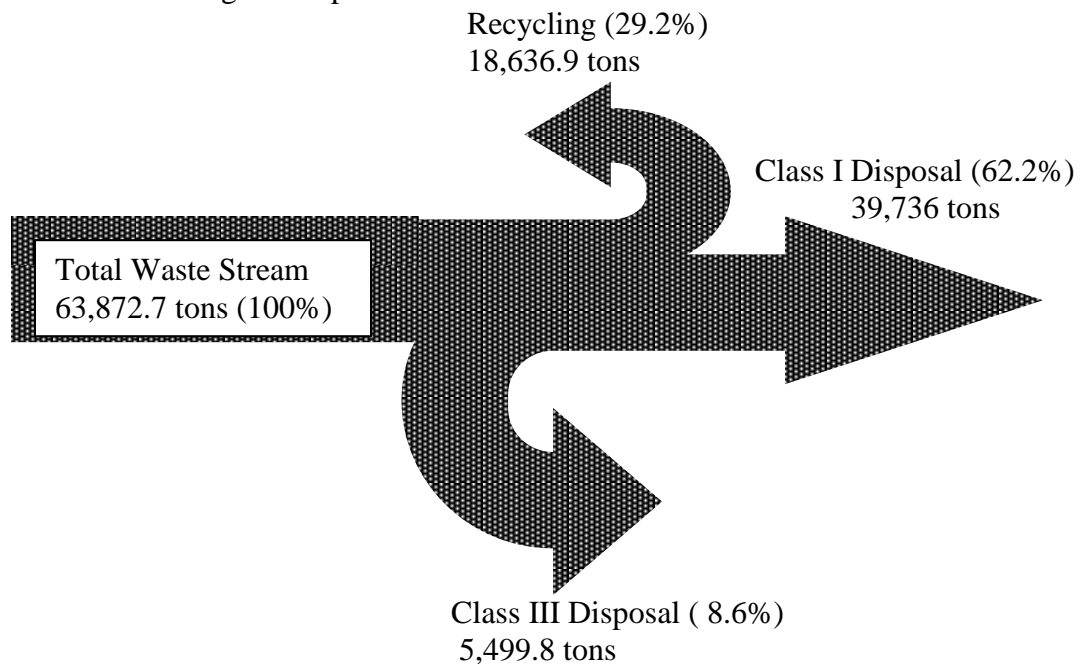 Recycling (29.2%)
18,636.9 tons
Class I Disposal (62.2%)
39,736 tons
Total Waste Stream
63,872.7 tons (100%)
Class III Disposal ( 8.6%)
5,499.8 tons